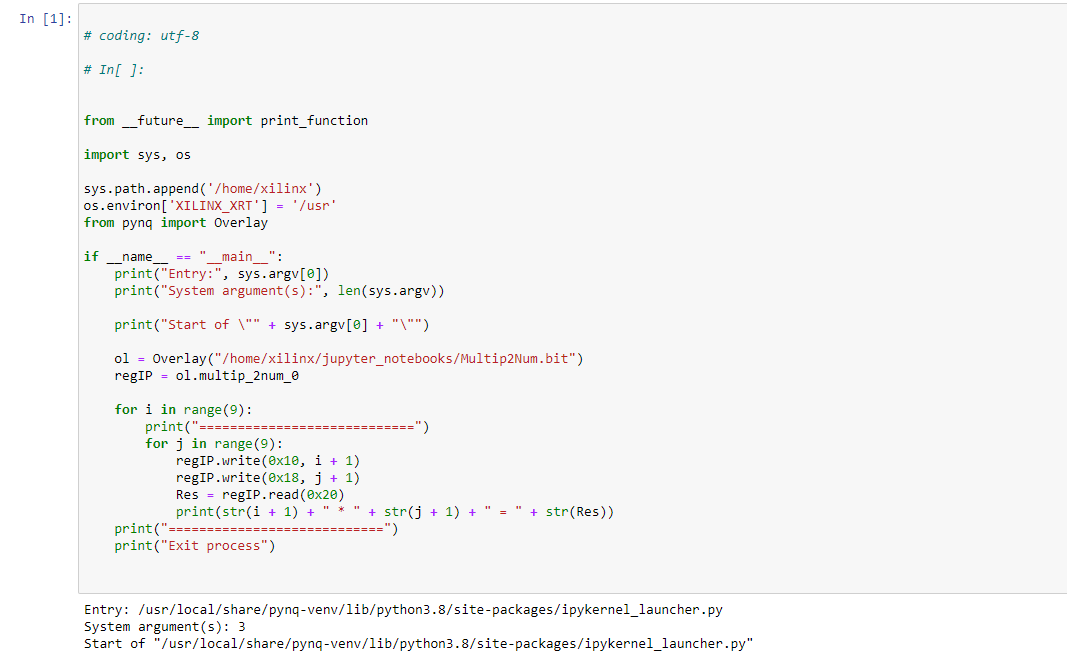 In [1]:
# coding: utf-8
# In[ ]:
from __future__ import print_function
import sys, os
sys.path.append('/home/xilinx')
os.environ['XILINX_XRT'] = '/usr'
from pynq import Overlay
if __name__ == "__main__":
    print("Entry:", sys.argv[0])
    print("System argument(s):", len(sys.argv))
    print("Start of \"" + sys.argv[0] + "\"")
    ol = Overlay("/home/xilinx/jupyter_notebooks/Multip2Num.bit")
    regIP = ol.multip_2num_0
    for i in range(9):
        print("============================")
        for j in range(9):
            regIP.write(0x10, i + 1)
            regIP.write(0x18, j + 1)
            Res = regIP.read(0x20)
            print(str(i + 1) + " * " + str(j + 1) + " = " + str(Res))
    print("============================")
    print("Exit process")
Entry: /usr/local/share/pynq-venv/lib/python3.8/site-packages/ipykernel_launcher.py
System argument(s): 3
Start of "/usr/local/share/pynq-venv/lib/python3.8/site-packages/ipykernel_launcher.py"